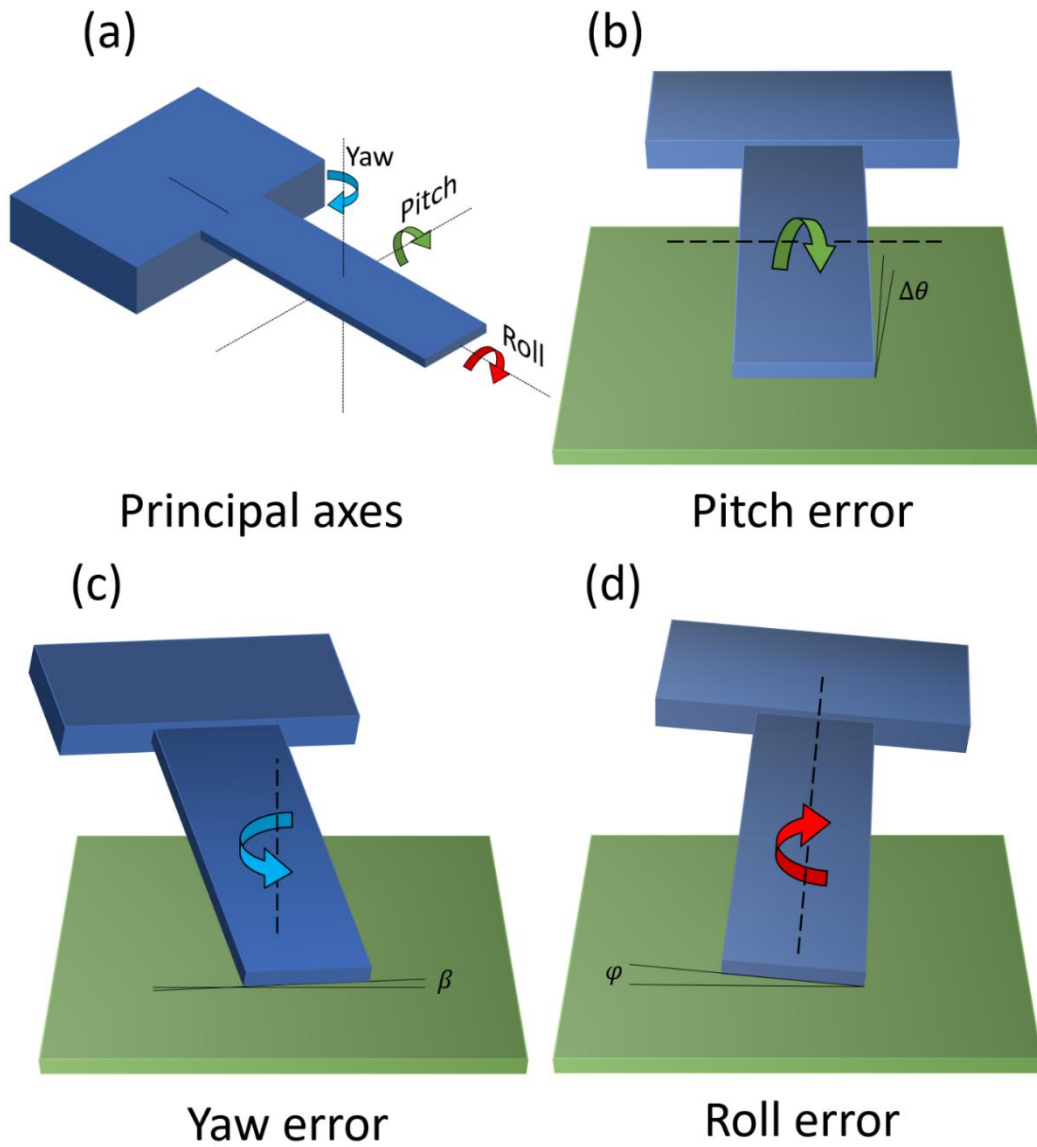 (a)
Yaw
Pitch
Roll
Principal axes
(b)
Δθ
Pitch error
(c)
β
Yaw error
(d)
φ
Roll error